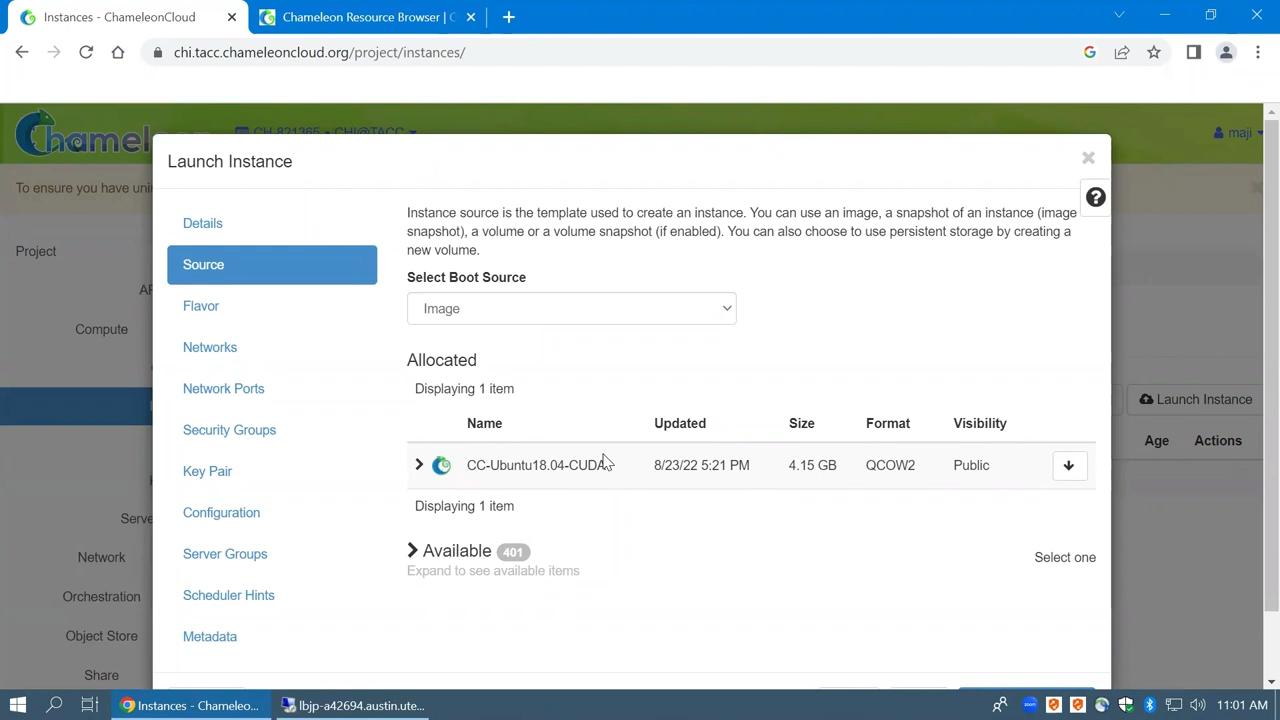 Instances - ChameleonCloud
Chameleon Resource Browser | C
chi.tacc.chameleoncloud.org/project/instances/
Chamele
CH-821365 - CHI@TACC
maji
Launch Instance
To ensure you have
Details
Instance source is the template used to create an instance. You can use an image, a snapshot of an instance (image
snapshot), a volume or a volume snapshot (if enabled). You can also choose to use persistent storage by creating a
new volume.
Project
Source
Select Boot Source
Image
Flavor
Compute
Networks
Allocated
Network Ports
Displaying 1 item
Launch Instance
Name Updated Size Format Visibility
Age Actions
Security Groups
Key Pair
CC-Ubuntu18.04-CUDA 8/23/22 5:21 PM 4.15 GB QCOW2 Public
Displaying 1 item
Configuration
Server Groups
Available 401
Select one
Expand to see available items
Network
Orchestration
Scheduler Hints
Object Store
Metadata
Share
Instances - Chameleo...
lbjp-a42694.austin.ute...
zoom
11:01 AM